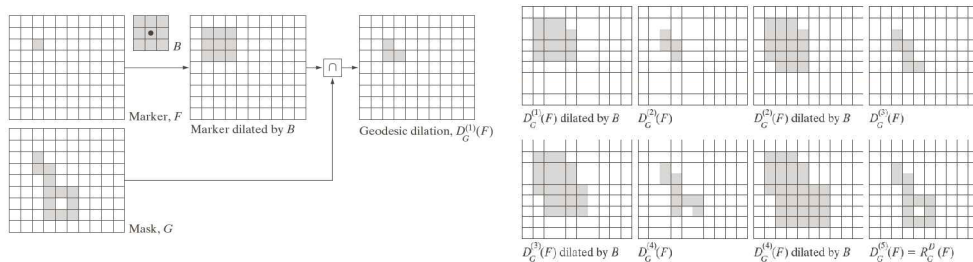 B
Marker, F
Marker dilated by B
∩
Geodesic dilation, D_G^(1)(F)
Mask, G
D_G^(1)(F) dilated by B
D_G^(2)(F)
D_G^(2)(F) dilated by B
D_G^(3)(F)
D_G^(3)(F) dilated by B
D_G^(4)(F)
D_G^(4)(F) dilated by B
D_G^(5)(F) = R_G^D(F)